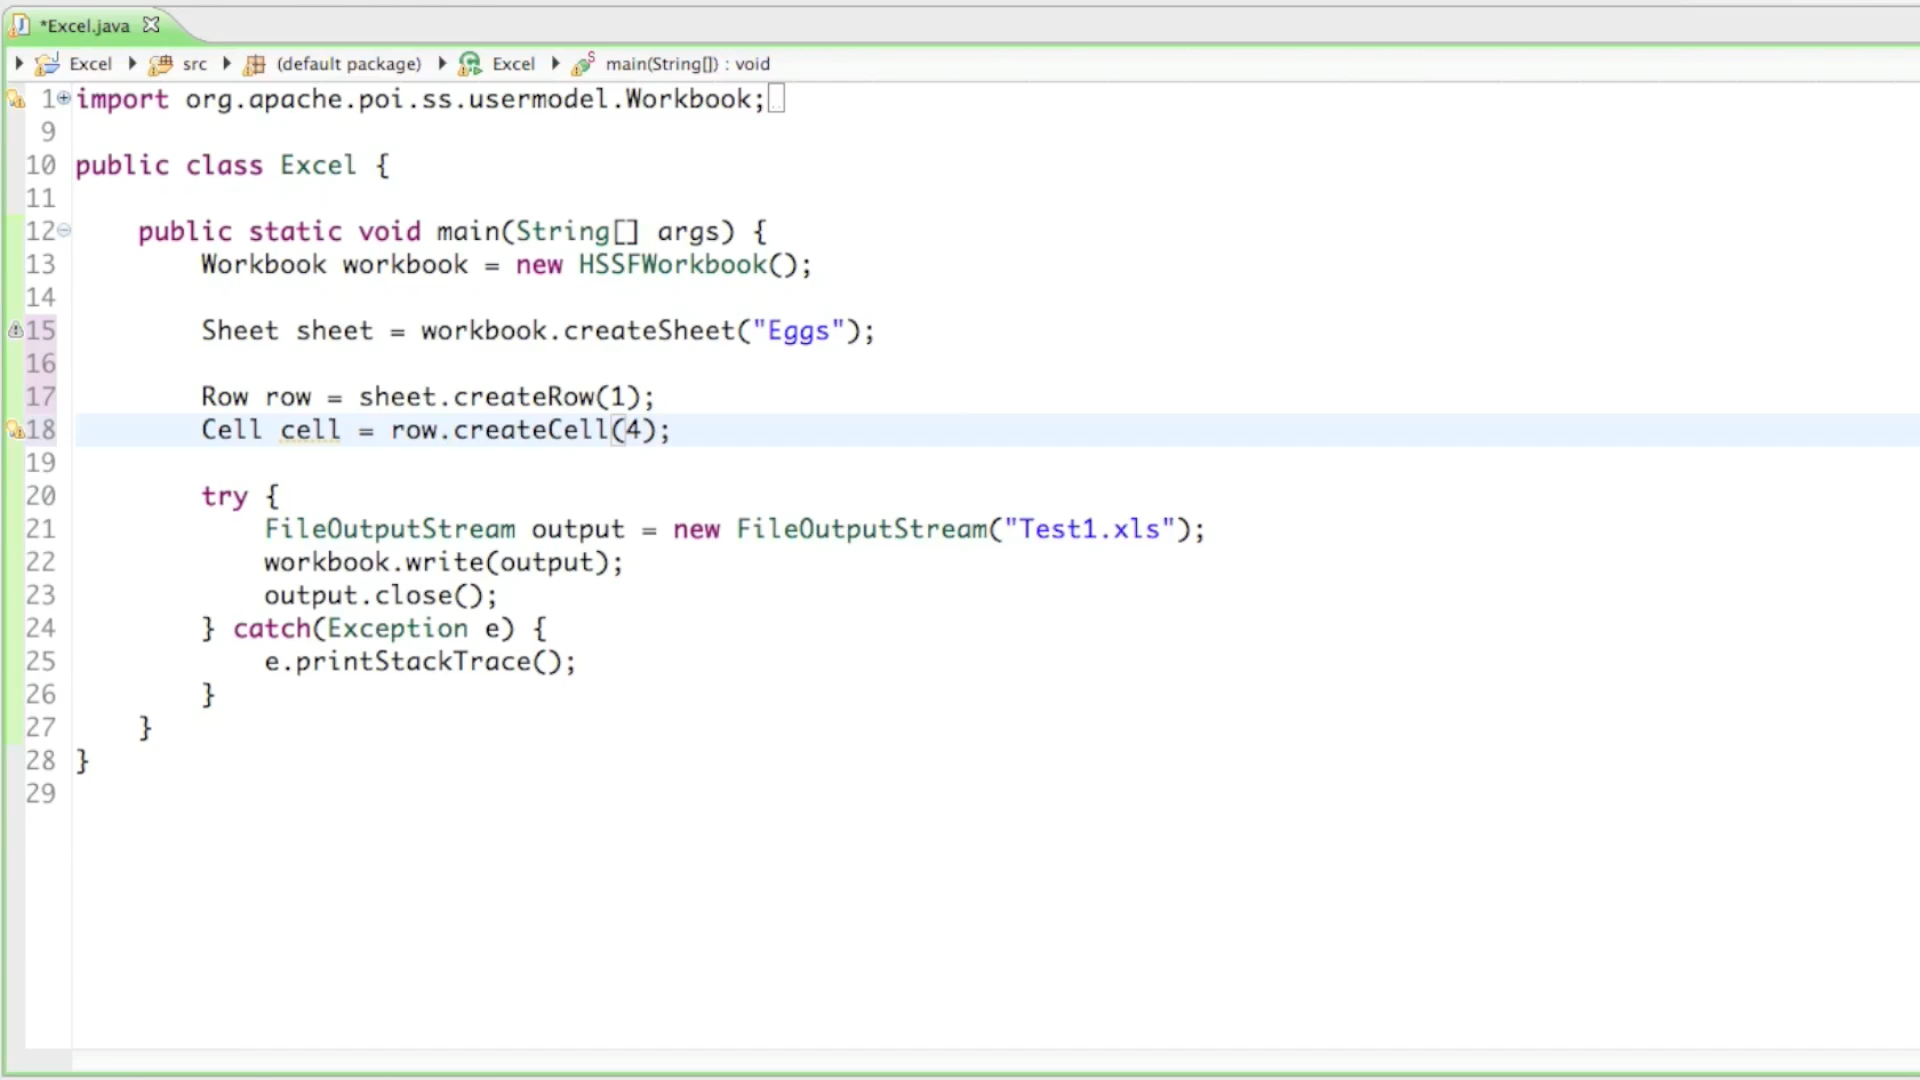 *Excel.java
Excel src (default package) Excel main(String[]) : void
1 import org.apache.poi.ss.usermodel.Workbook;
9
10 public class Excel {
11
12 public static void main(String[] args) {
13 Workbook workbook = new HSSFWorkbook();
14
15 Sheet sheet = workbook.createSheet("Eggs");
16
17 Row row = sheet.createRow(1);
18 Cell cell = row.createCell(4);
19
20 try {
21 FileOutputStream output = new FileOutputStream("Test1.xls");
22 workbook.write(output);
23 output.close();
24 } catch(Exception e) {
25 e.printStackTrace();
26 }
27 }
28 }
29